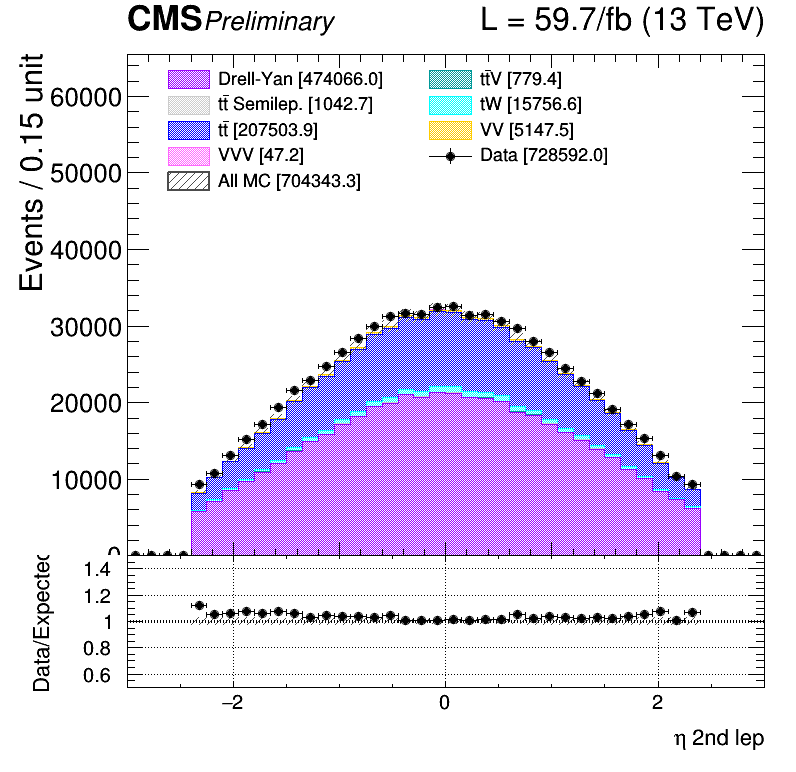 CMS Preliminary L = 59.7/fb (13 TeV)
Events / 0.15 unit
Drell-Yan [474066.0]
tt̄ Semilep. [1042.7]
tt̄ [207503.9]
VVV [47.2]
All MC [704343.3]
tt̄V [779.4]
tW [15756.6]
VV [5147.5]
Data [728592.0]
60000
50000
40000
30000
20000
10000
0
Data/Expected
1.4
1.2
1
0.8
0.6
−2 0 2
η 2nd lep